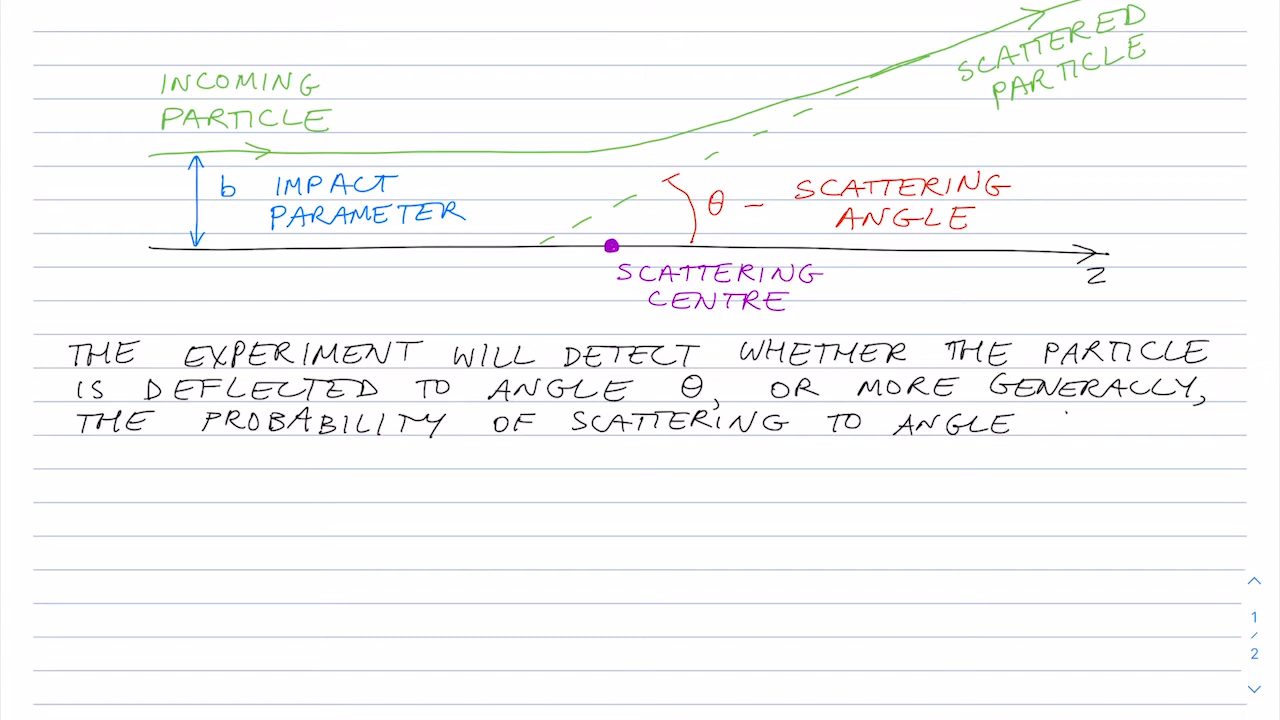 INCOMING
PARTICLE
SCATTERED
PARTICLE
b IMPACT
PARAMETER
θ - SCATTERING
ANGLE
Z
SCATTERING
CENTRE
THE EXPERIMENT WILL DETECT WHETHER THE PARTICLE
IS DEFLECTED TO ANGLE θ, OR MORE GENERALLY,
THE PROBABILITY OF SCATTERING TO ANGLE
1
/
2